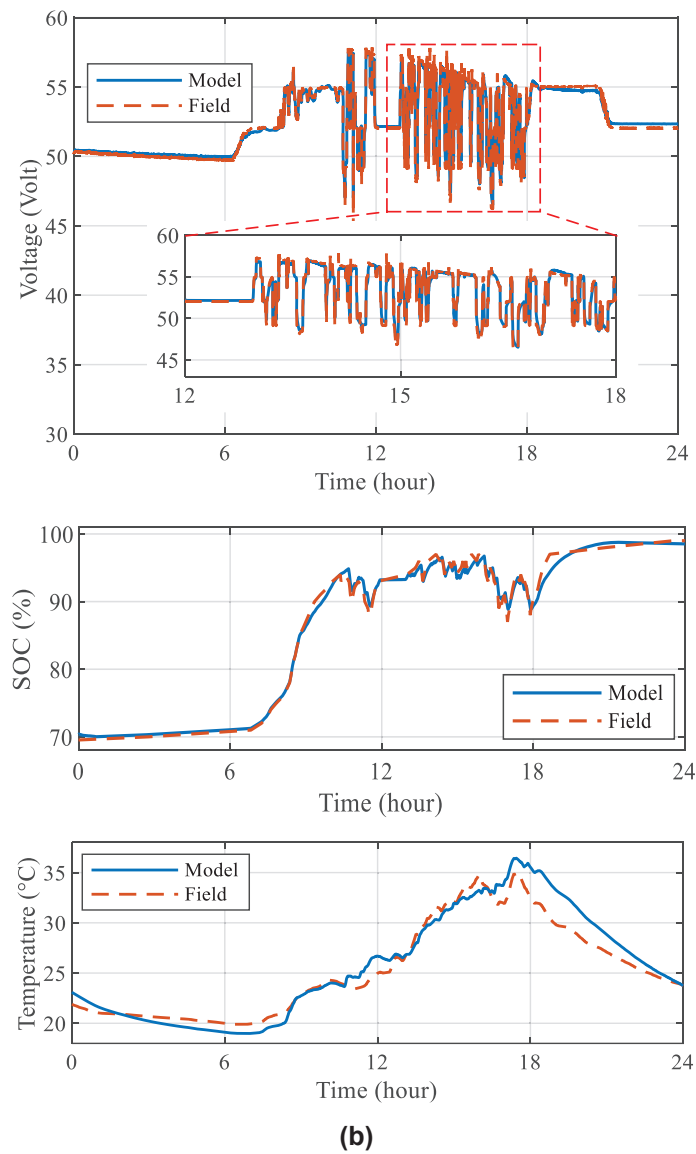 60
55
50
45
40
35
30
Voltage (Volt)
Model
Field
60
55
50
45
12
15
18
0
6
12
18
24
Time (hour)
100
90
80
70
SOC (%)
Model
Field
0
6
12
18
24
Time (hour)
35
30
25
20
Temperature (°C)
Model
Field
0
6
12
18
24
Time (hour)
(b)